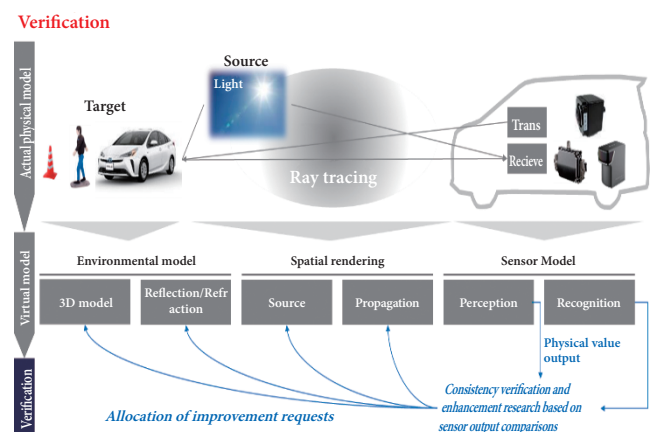 Verification
Actual physical model
Target
Source
Light
Ray tracing
Trans
Recieve
Virtual model
Environmental model
Spatial rendering
Sensor Model
3D model
Reflection/Refr
action
Source
Propagation
Perception
Recognition
Physical value
output
Verification
Allocation of improvement requests
Consistency verification and
enhancement research based on
sensor output comparisons